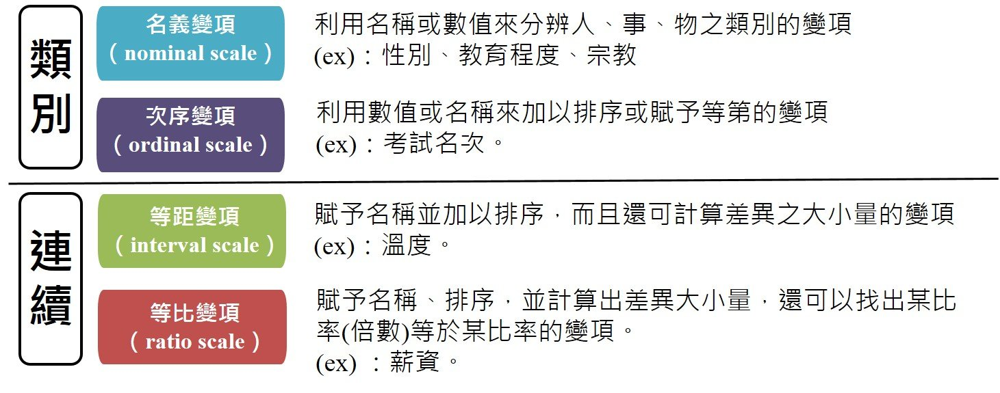 類別
名義變項
（nominal scale）
利用名稱或數值來分辨人、事、物之類別的變項
(ex)：性別、教育程度、宗教
次序變項
（ordinal scale）
利用數值或名稱來加以排序或賦予等第的變項
(ex)：考試名次。
連續
等距變項
（interval scale）
賦予名稱並加以排序，而且還可計算差異之大小量的變項
(ex)：溫度。
等比變項
（ratio scale）
賦予名稱、排序，並計算出差異大小量，還可以找出某比
率(倍數)等於某比率的變項。
(ex) ：薪資。